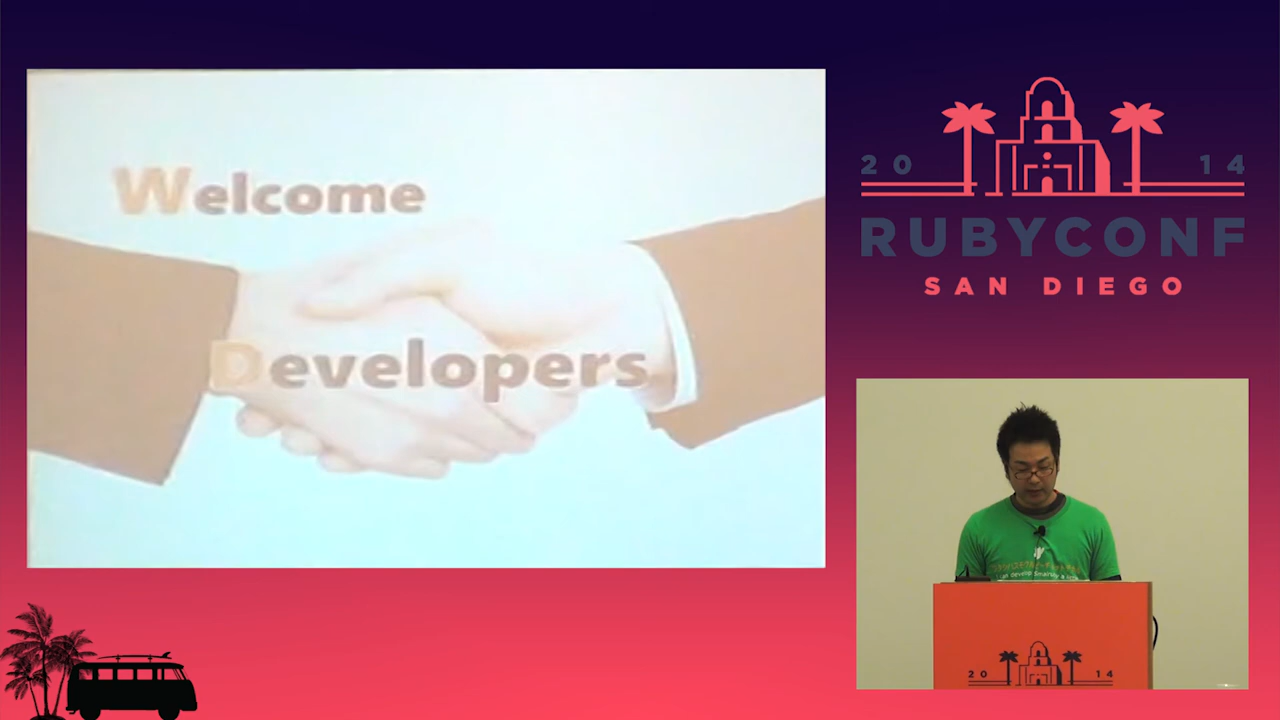 Welcome
Developers
20 14
RUBYCONF
SAN DIEGO
20 14